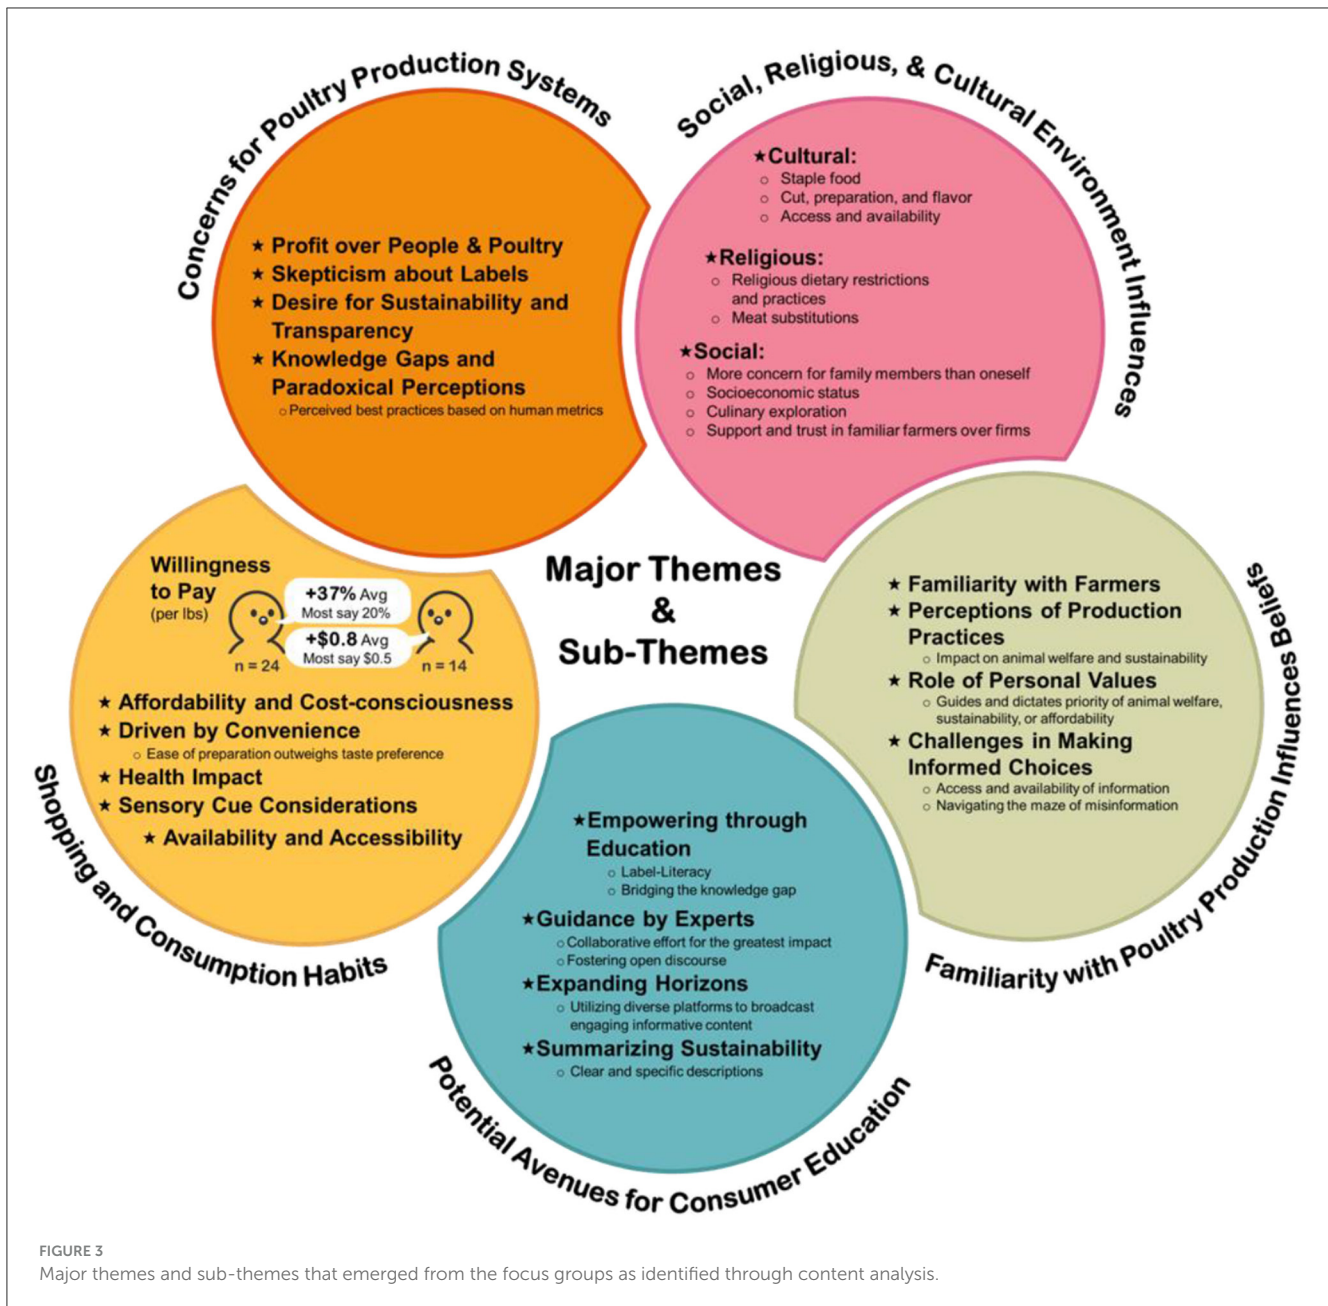 Concerns for Poultry Production Systems
★ Profit over People & Poultry
★ Skepticism about Labels
★ Desire for Sustainability and
Transparency
★ Knowledge Gaps and
Paradoxical Perceptions
○ Perceived best practices based on human metrics
Social, Religious, & Cultural Environment Influences
★Cultural:
○ Staple food
○ Cut, preparation, and flavor
○ Access and availability
★Religious:
○ Religious dietary restrictions
and practices
○ Meat substitutions
★Social:
○ More concern for family members than oneself
○ Socioeconomic status
○ Culinary exploration
○ Support and trust in familiar farmers over firms
Major Themes
&
Sub-Themes
Willingness
to Pay
(per lbs)
+37% Avg
Most say 20%
+$0.8 Avg
Most say $0.5
n = 24
n = 14
★ Affordability and Cost-consciousness
★ Driven by Convenience
○ Ease of preparation outweighs taste preference
★ Health Impact
★ Sensory Cue Considerations
★ Availability and Accessibility
Shopping and Consumption Habits
★ Familiarity with Farmers
★ Perceptions of Production
Practices
○ Impact on animal welfare and sustainability
★ Role of Personal Values
○ Guides and dictates priority of animal welfare,
sustainability, or affordability
★ Challenges in Making
Informed Choices
○ Access and availability of information
○ Navigating the maze of misinformation
Familiarity with Poultry Production Influences Beliefs
★Empowering through
Education
○ Label-Literacy
○ Bridging the knowledge gap
★Guidance by Experts
○ Collaborative effort for the greatest impact
○ Fostering open discourse
★Expanding Horizons
○ Utilizing diverse platforms to broadcast
engaging informative content
★Summarizing Sustainability
○ Clear and specific descriptions
Potential Avenues for Consumer Education
FIGURE 3
Major themes and sub-themes that emerged from the focus groups as identified through content analysis.